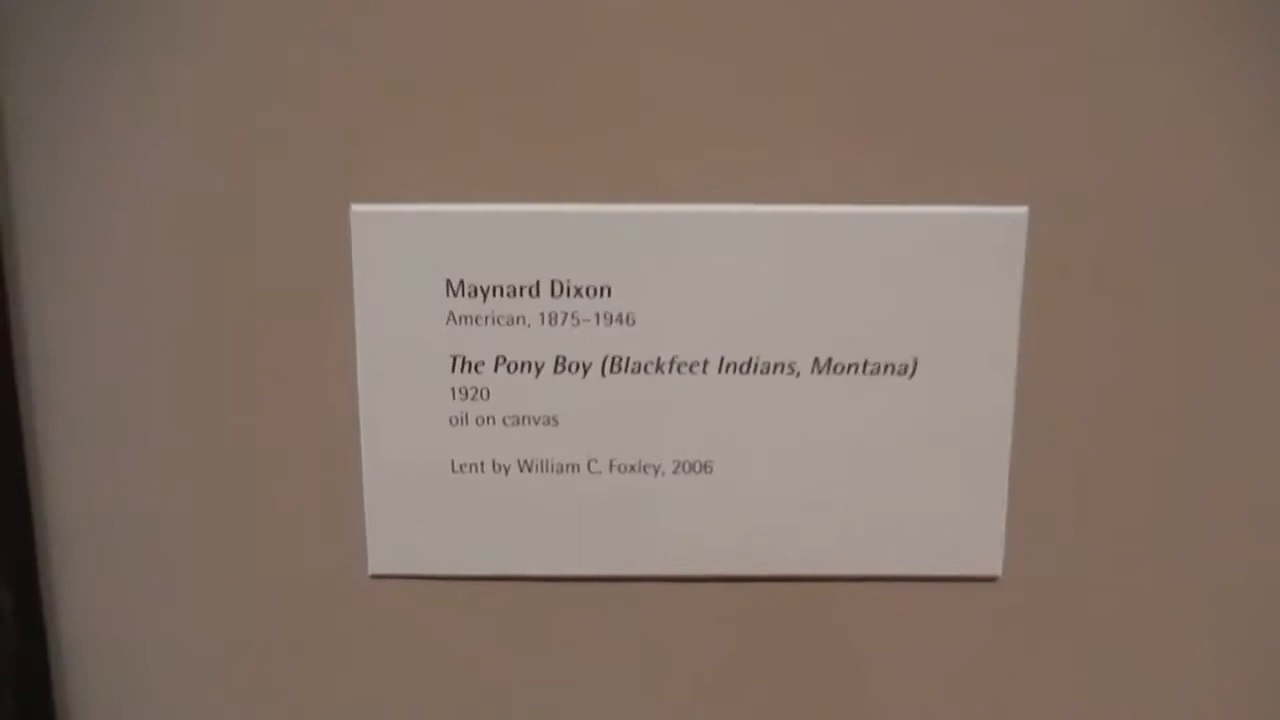 Maynard Dixon
American, 1875–1946
The Pony Boy (Blackfeet Indians, Montana)
1920
oil on canvas
Lent by William C. Foxley, 2006